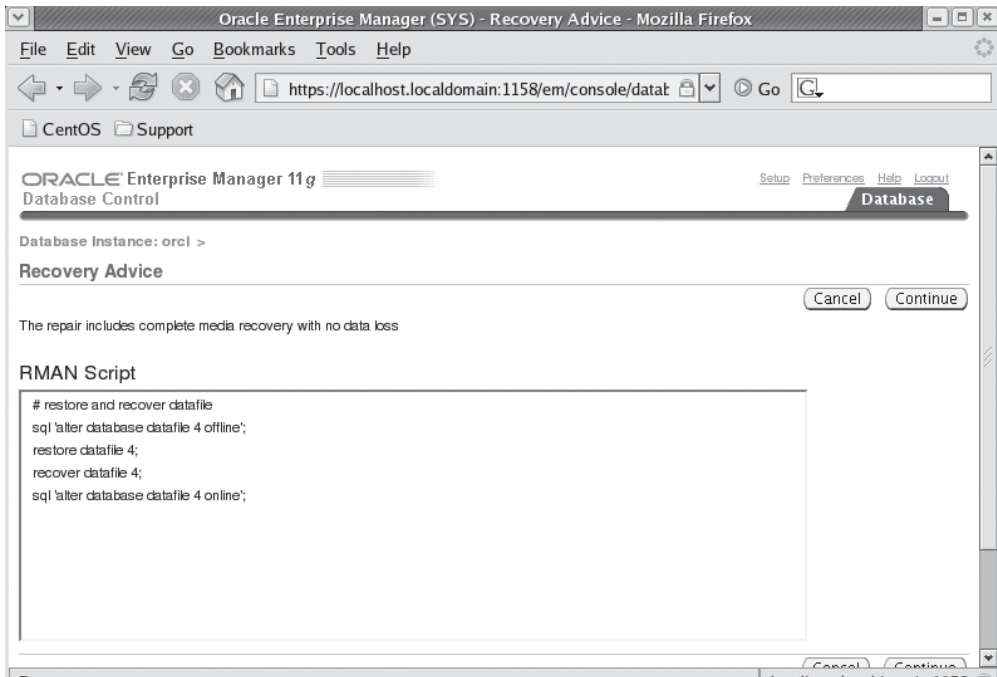 Oracle Enterprise Manager (SYS) - Recovery Advice - Mozilla Firefox
File Edit View Go Bookmarks Tools Help
https://localhost.localdomain:1158/em/console/datab Go G
CentOS Support
ORACLE Enterprise Manager 11g
Database Control
Setup Preferences Help Logout
Database
Database Instance: orcl >
Recovery Advice
Cancel Continue
The repair includes complete media recovery with no data loss
RMAN Script
# restore and recover datafile
sql 'alter database datafile 4 offline';
restore datafile 4;
recover datafile 4;
sql 'alter database datafile 4 online';
Cancel Continue